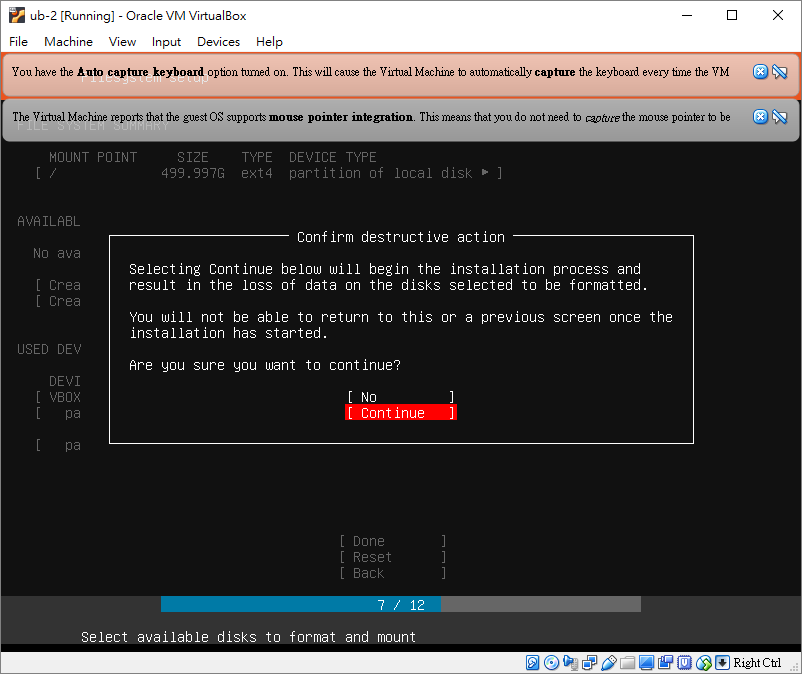 ub-2 [Running] - Oracle VM VirtualBox
File Machine View Input Devices Help
You have the Auto capture keyboard option turned on. This will cause the Virtual Machine to automatically capture the keyboard every time the VM
Filesystem setup
The Virtual Machine reports that the guest OS supports mouse pointer integration. This means that you do not need to capture the mouse pointer to be
FILE SYSTEM SUMMARY
MOUNT POINT SIZE TYPE DEVICE TYPE
[ / 499.997G ext4 partition of local disk ▸ ]
AVAILABL
No ava
[ Crea
[ Crea
USED DEV
DEVI
[ VBOX
[ pa
[ pa
Confirm destructive action
Selecting Continue below will begin the installation process and
result in the loss of data on the disks selected to be formatted.
You will not be able to return to this or a previous screen once the
installation has started.
Are you sure you want to continue?
[ No ]
[ Continue ]
[ Done ]
[ Reset ]
[ Back ]
7 / 12
Select available disks to format and mount
Right Ctrl